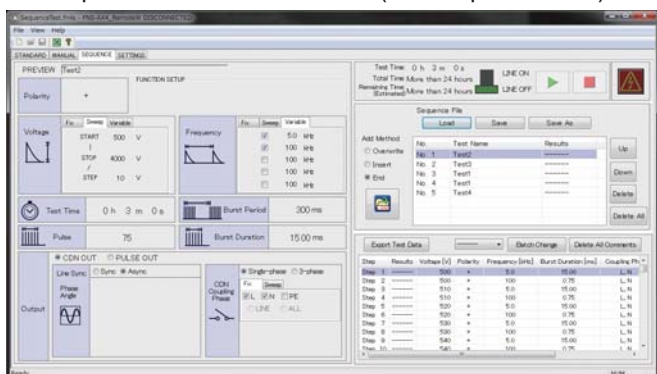 SequenceTest.fnsx - FNS-AX4_Remote(R) DISCONNECTED
File View Help
STANDARD MANUAL SEQUENCE SETTINGS
PREVIEW Test2
FUNCTION SETUP
Polarity +
Voltage
Fix Sweep Variable
START 500 V
STOP 4000 V
STEP 10 V
Frequency
Fix Sweep Variable
5.0 kHz
100 kHz
100 kHz
100 kHz
100 kHz
Test Time 0 h 3 m 0 s
Burst Period 300 ms
Pulse 75
Burst Duration 15.00 ms
Output
CDN OUT PULSE OUT
Line Sync Sync Async
Phase Angle
CDN Coupling Phase
Single-phase 3-phase
Fix Sweep
L N PE
LINE ALL
Test Time 0 h 3 m 0 s
Total Time More than 24 hours
Remaining Time (Estimated) More than 24 hours
LINE ON
LINE OFF
Sequence File
Load Save Save As
Add Method
Overwrite
Insert
End
No. Test Name Results
No. 1 Test2 --------
No. 2 Test3 --------
No. 3 Test1 --------
No. 5 Test4 --------
Up
Down
Delete
Delete All
Export Test Data -------- Batch Change Delete All Comments
Step Results Voltage [V] Polarity Frequency [kHz] Burst Duration [ms] Coupling Ph
Step 1 -------- 500 + 5.0 15.00 L, N
Step 2 -------- 500 + 100 0.75 L, N
Step 3 -------- 510 + 5.0 15.00 L, N
Step 4 -------- 510 + 100 0.75 L, N
Step 5 -------- 520 + 5.0 15.00 L, N
Step 6 -------- 520 + 100 0.75 L, N
Step 7 -------- 530 + 5.0 15.00 L, N
Step 8 -------- 530 + 100 0.75 L, N
Step 9 -------- 540 + 5.0 15.00 L, N
Step 10 -------- 540 + 100 0.75 L, N
Ready
NUM